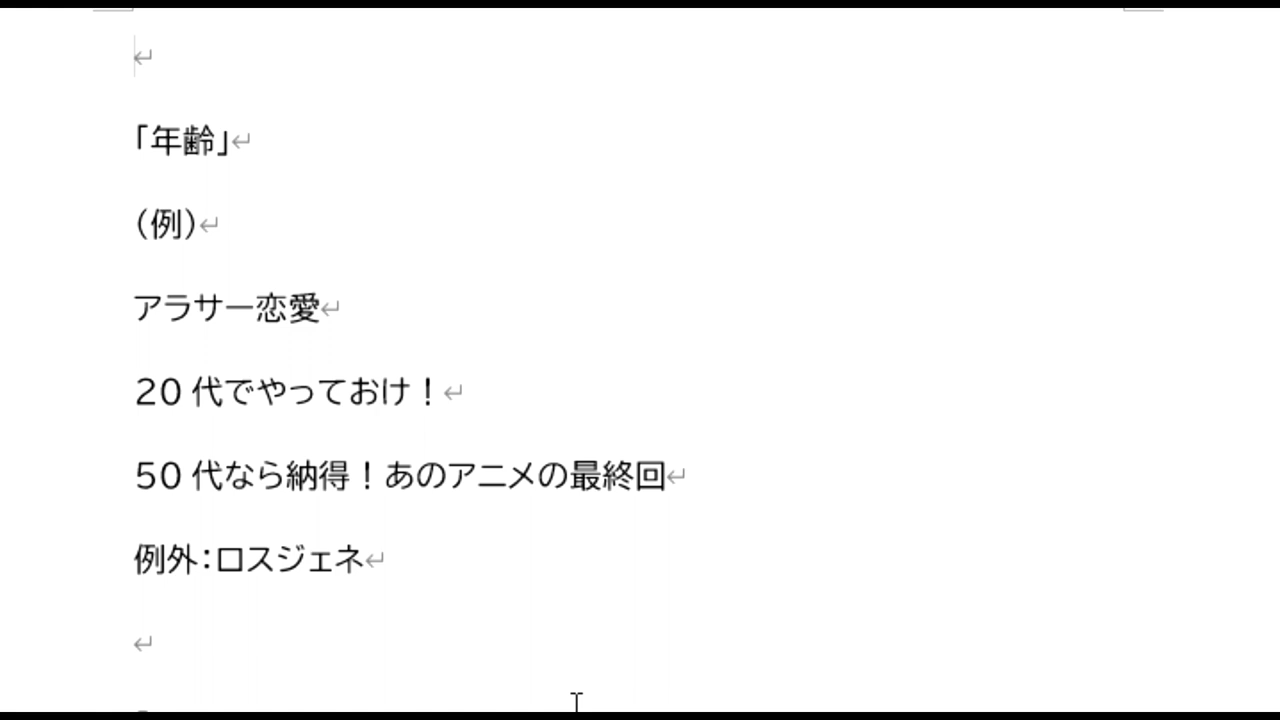 「年齢」
（例）
アラサー恋愛
20代でやっておけ！
50代なら納得！あのアニメの最終回
例外：ロスジェネ